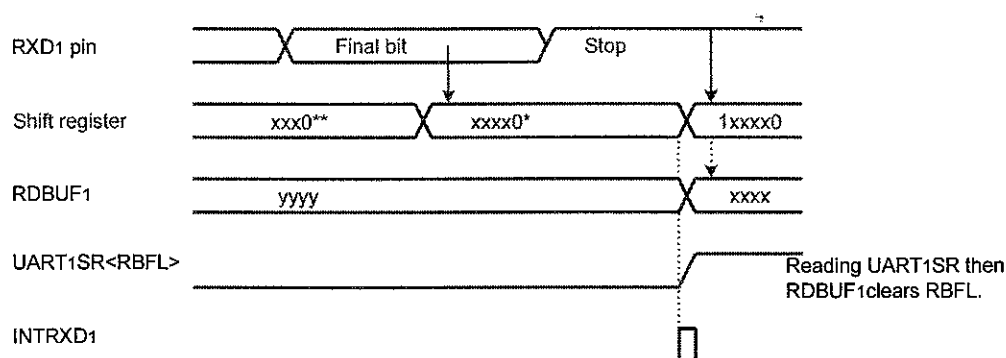 RXD1 pin Final bit Stop
Shift register xxx0** xxxx0* 1xxxx0
RDBUF1 yyyy xxxx
UART1SR<RBFL>
Reading UART1SR then
RDBUF1clears RBFL.
INTRXD1